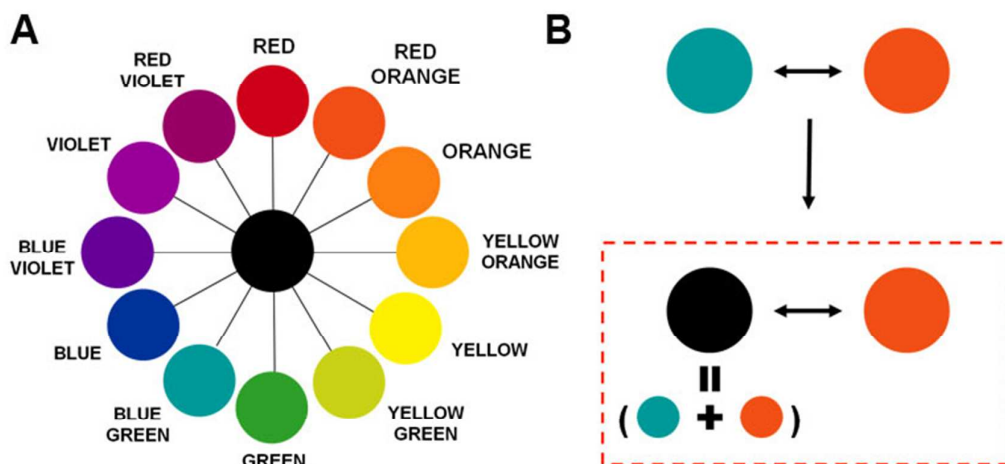 A
RED
RED
ORANGE
ORANGE
YELLOW
ORANGE
YELLOW
YELLOW
GREEN
GREEN
BLUE
GREEN
BLUE
BLUE
VIOLET
VIOLET
RED
VIOLET
B
=
( + )